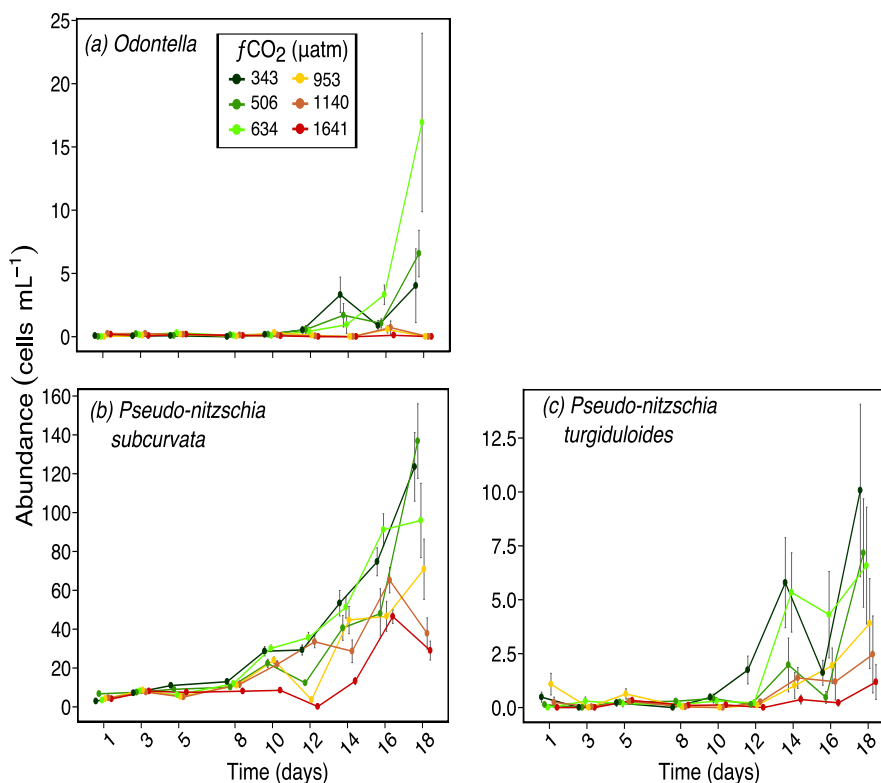 (a) Odontella
fCO2 (µatm)
343 953
506 1140
634 1641
25
20
15
10
5
0
Abundance (cells mL−1)
(b) Pseudo-nitzschia
subcurvata
160
140
120
100
80
60
40
20
0
1 3 5 8 10 12 14 16 18
Time (days)
(c) Pseudo-nitzschia
turgiduloides
12.5
10.0
7.5
5.0
2.5
0.0
1 3 5 8 10 12 14 16 18
Time (days)